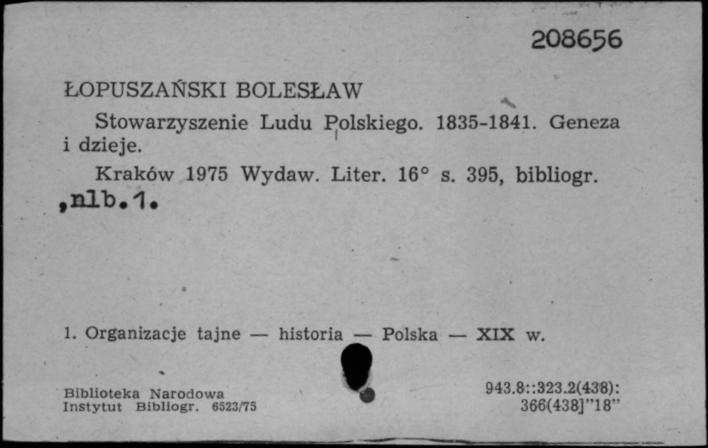 208656
ŁOPUSZAŃSKI BOLESŁAW
Stowarzyszenie Ludu Polskiego. 1835-1841. Geneza
i dzieje.
Kraków 1975 Wydaw. Liter. 16° s. 395, bibliogr.
,nlb.1.
1. Organizacje tajne — historia — Polska — XIX w.
Biblioteka Narodowa
Instytut Bibliogr. 6523/75
943.8::323.2(438):
366(438]"18"